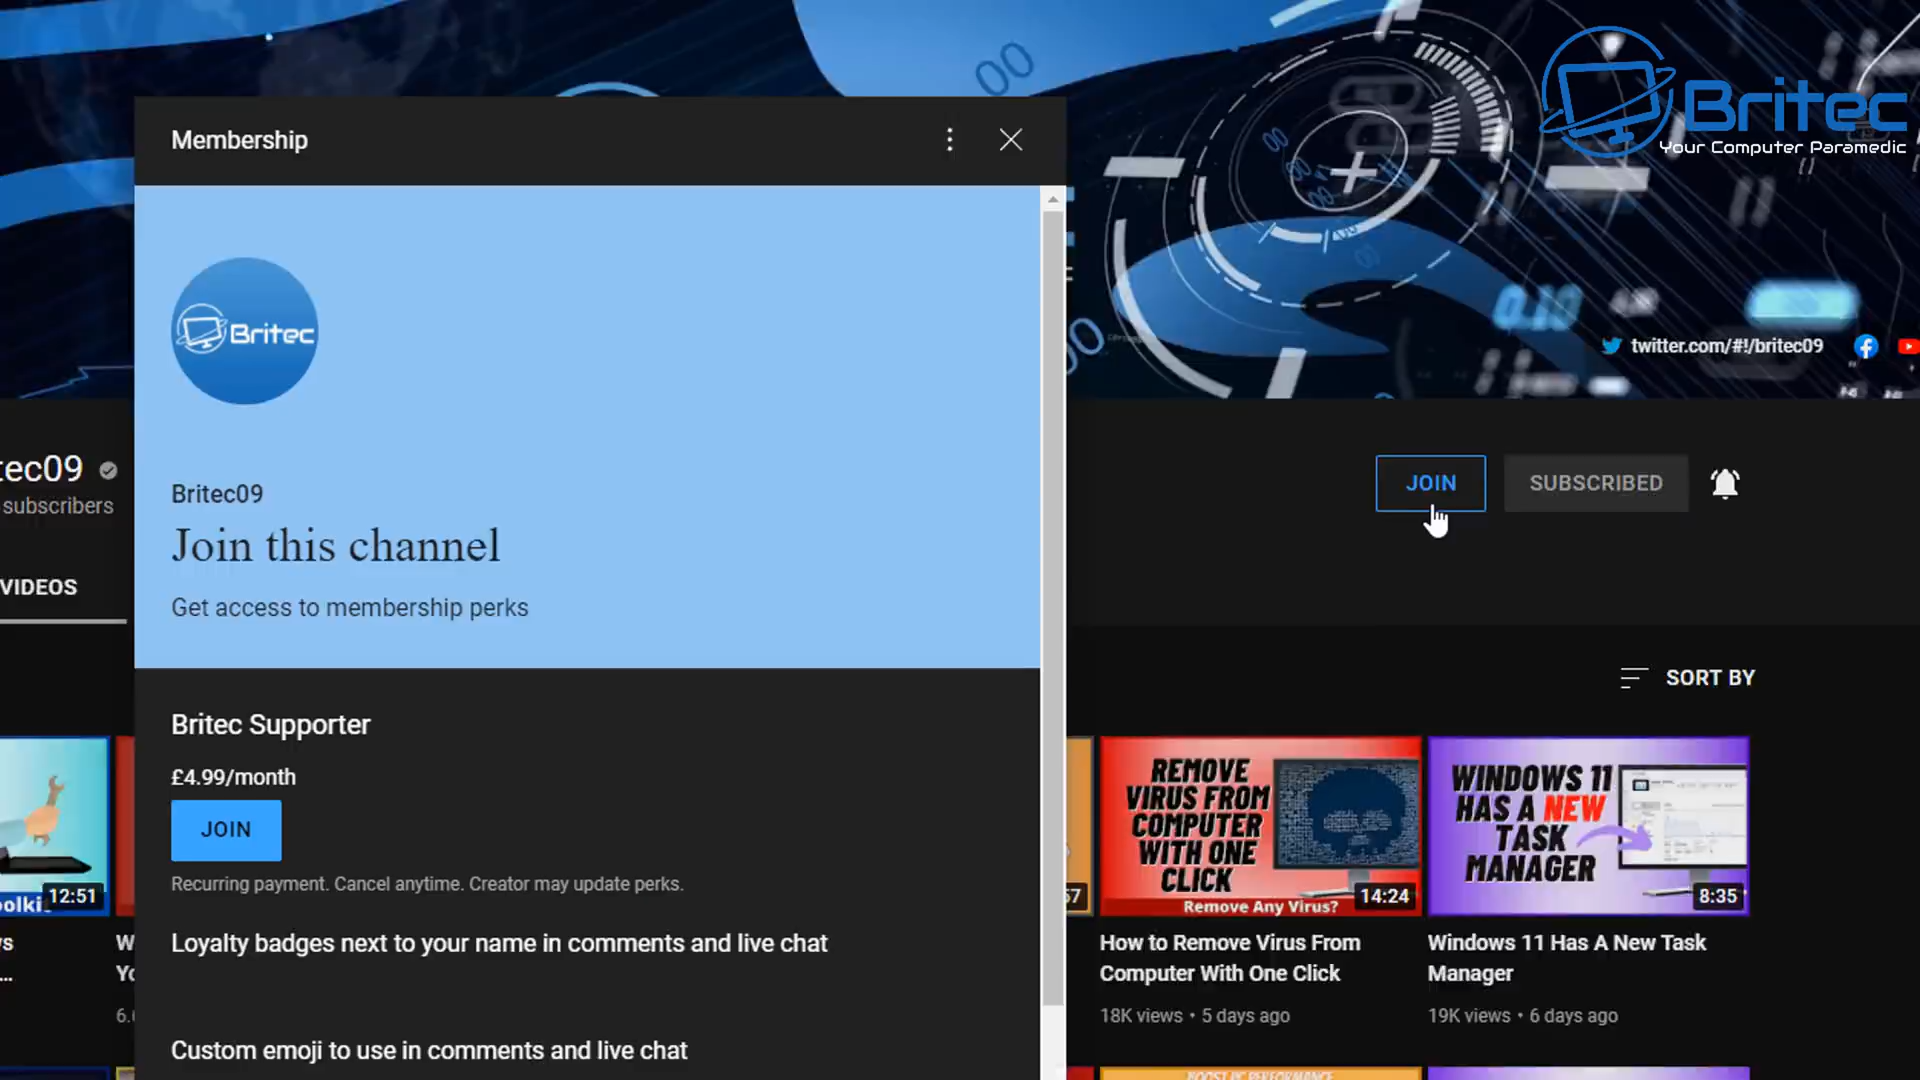 Britec
Your Computer Paramedic
Membership
Britec
twitter.com/#!/britec09
tec09
subscribers
Britec09
Join this channel
Get access to membership perks
JOIN
SUBSCRIBED
VIDEOS
SORT BY
Britec Supporter
£4.99/month
JOIN
Recurring payment. Cancel anytime. Creator may update perks.
Loyalty badges next to your name in comments and live chat
Custom emoji to use in comments and live chat
12:51
REMOVE
VIRUS FROM
COMPUTER
WITH ONE
CLICK
Remove Any Virus?
14:24
How to Remove Virus From
Computer With One Click
18K views • 5 days ago
WINDOWS 11
HAS A NEW
TASK
MANAGER
8:35
Windows 11 Has A New Task
Manager
19K views • 6 days ago
BOOST PC PERFORMANCE